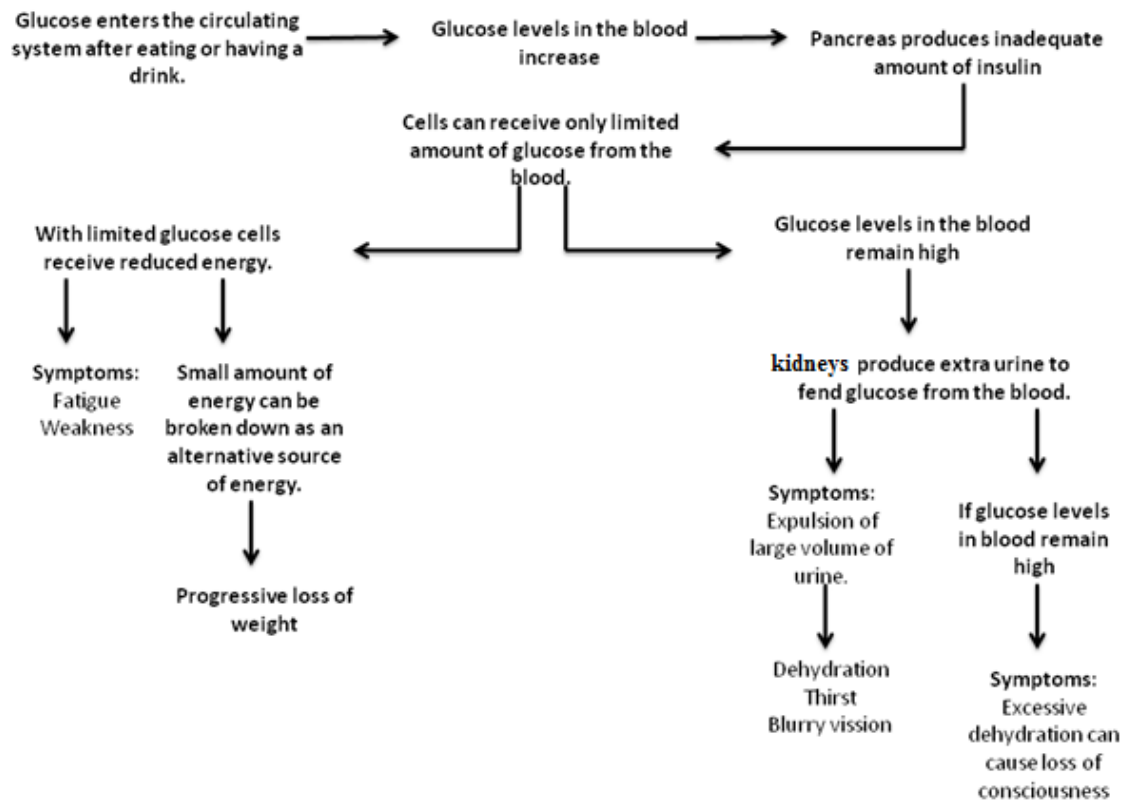 Glucose enters the circulating
system after eating or having a
drink.
Glucose levels in the blood
increase
Pancreas produces inadequate
amount of insulin
Cells can receive only limited
amount of glucose from the
blood.
With limited glucose cells
receive reduced energy.
Symptoms:
Fatigue
Weakness
Small amount of
energy can be
broken down as an
alternative source
of energy.
Progressive loss of
weight
Glucose levels in the blood
remain high
kidneys produce extra urine to
fend glucose from the blood.
Symptoms:
Expulsion of
large volume of
urine.
Dehydration
Thirst
Blurry vission
If glucose levels
in blood remain
high
Symptoms:
Excessive
dehydration can
cause loss of
consciousness